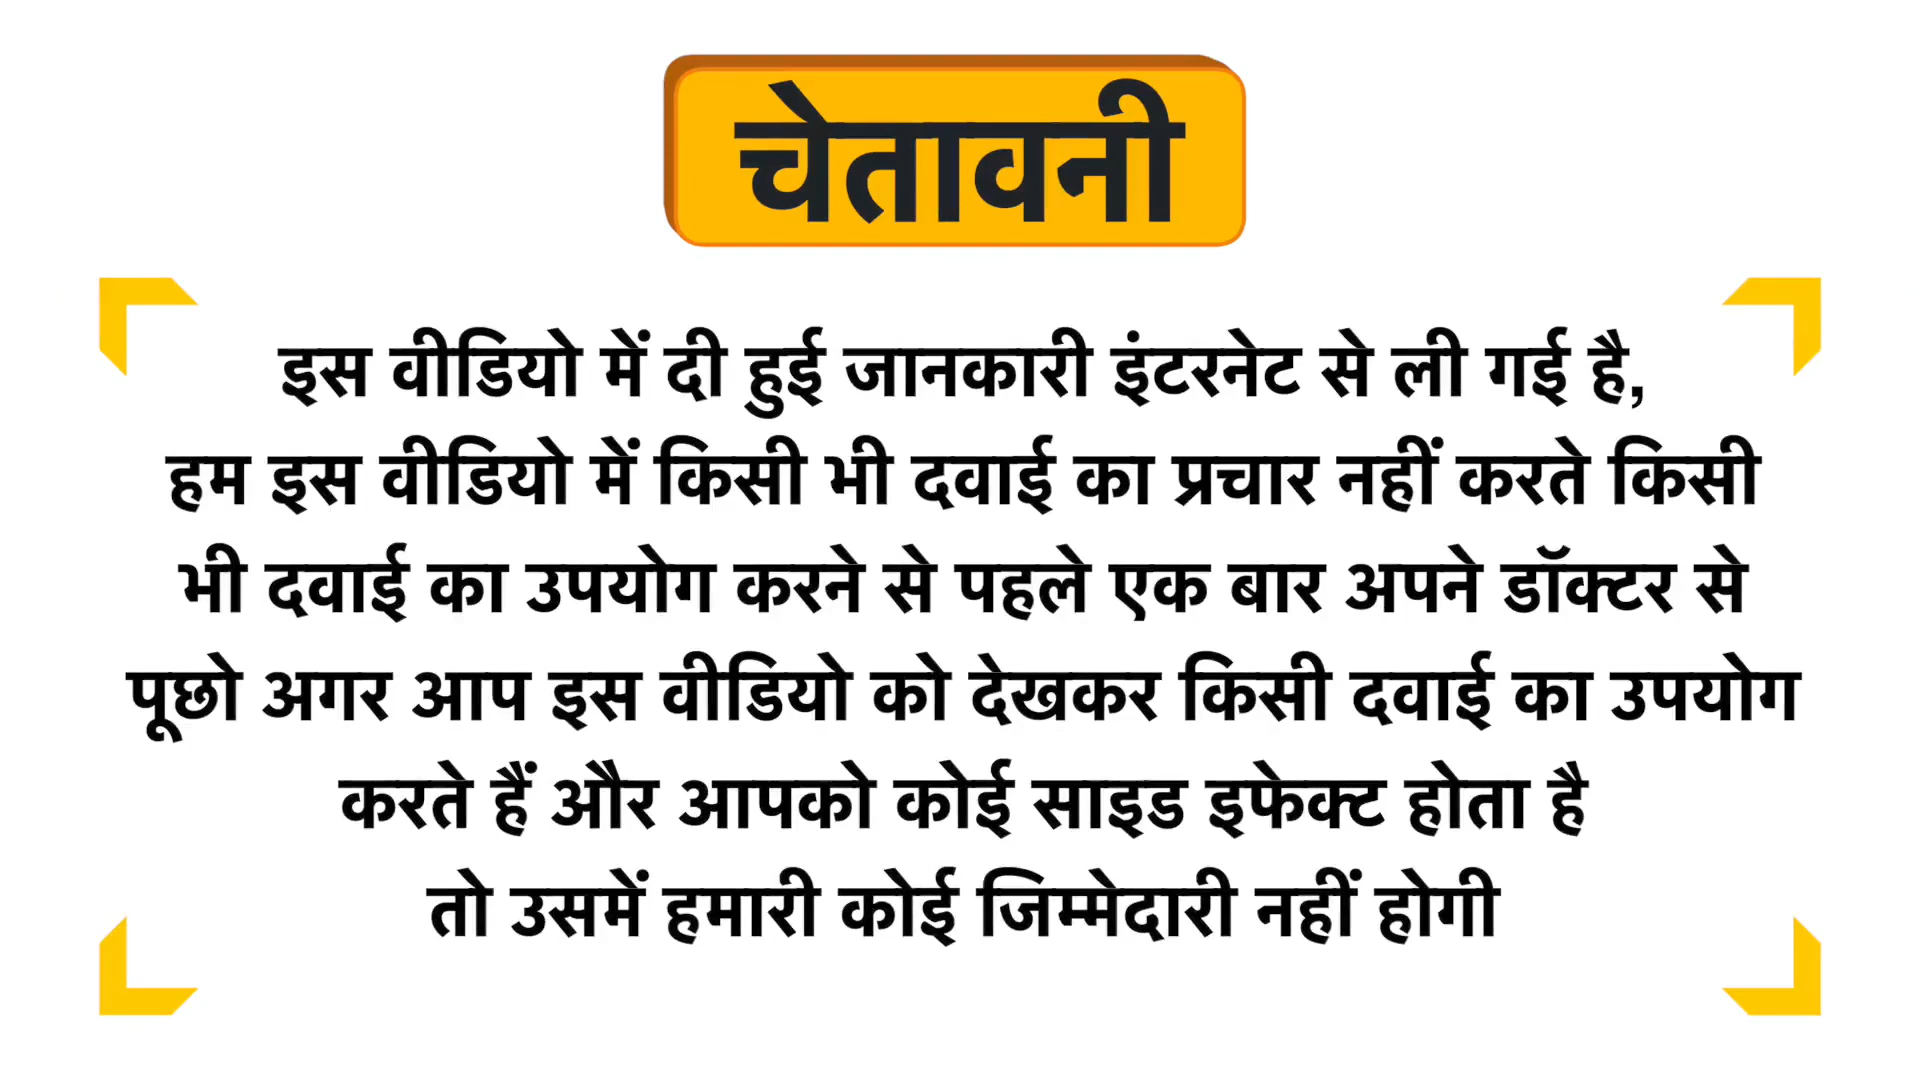 चेतावनी
इस वीडियो में दी हुई जानकारी इंटरनेट से ली गई है,
हम इस वीडियो में किसी भी दवाई का प्रचार नहीं करते किसी
भी दवाई का उपयोग करने से पहले एक बार अपने डॉक्टर से
पूछो अगर आप इस वीडियो को देखकर किसी दवाई का उपयोग
करते हैं और आपको कोई साइड इफेक्ट होता है
तो उसमें हमारी कोई जिम्मेदारी नहीं होगी